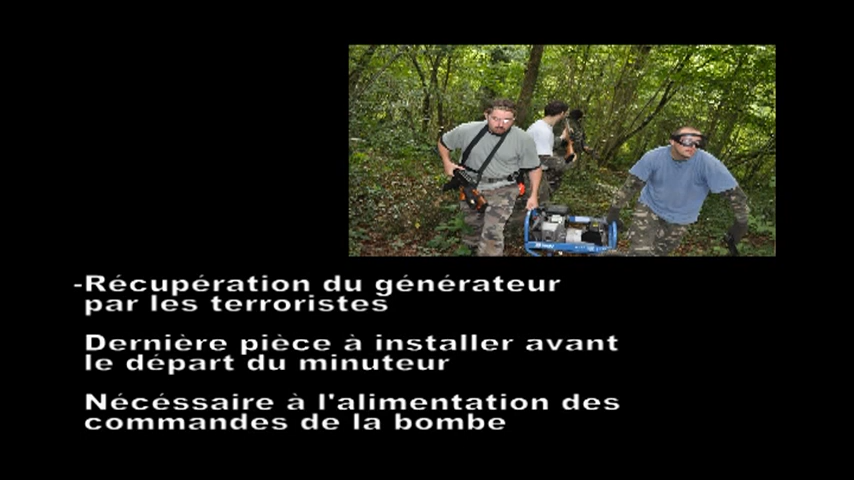 -Récupération du générateur
par les terroristes
Dernière pièce à installer avant
le départ du minuteur
Nécéssaire à l'alimentation des
commandes de la bombe